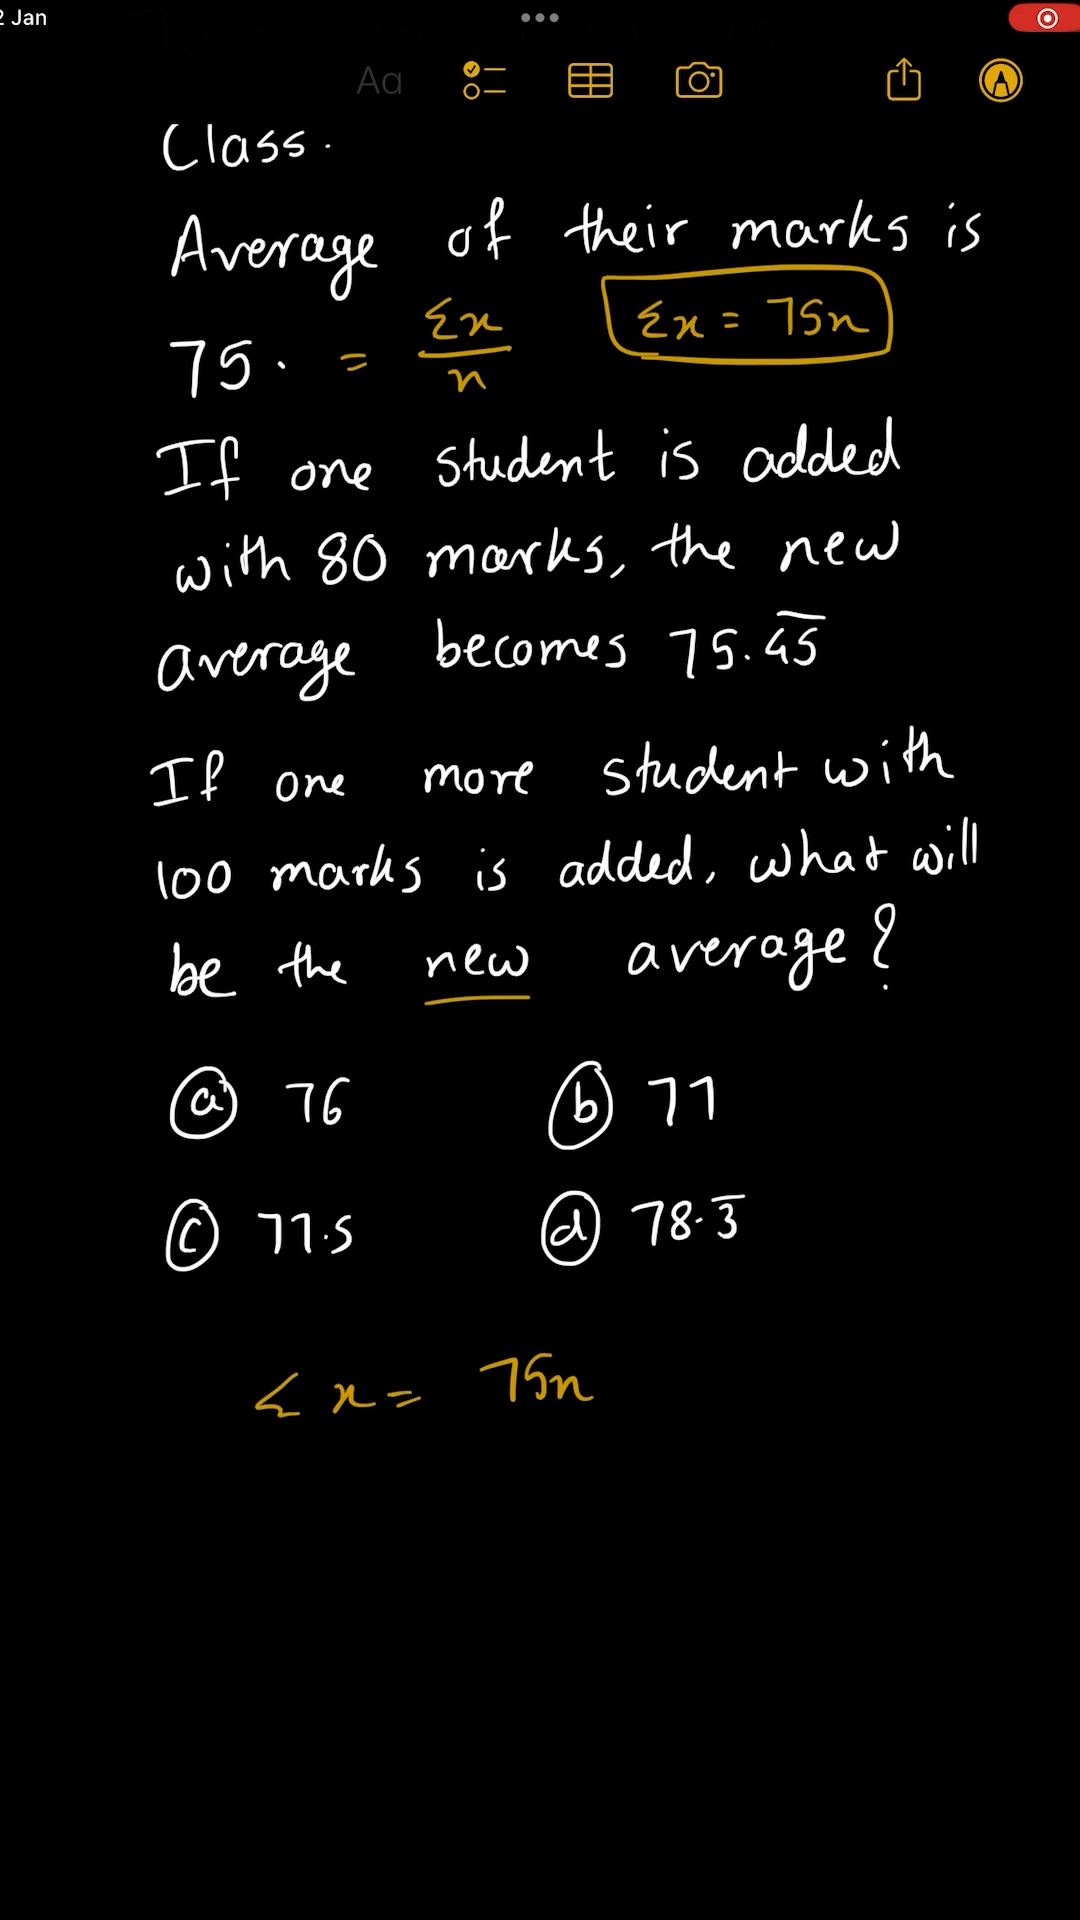 2 Jan
Aa
Class.
Average of their marks is
75. = Σx/n Σx = 75n
If one student is added
with 80 marks, the new
average becomes 75.4̅5̅
If one more student with
100 marks is added, what will
be the new average?
ⓐ 76 ⓑ 77
ⓒ 77.5 ⓓ 78.3̅
Σx = 75n